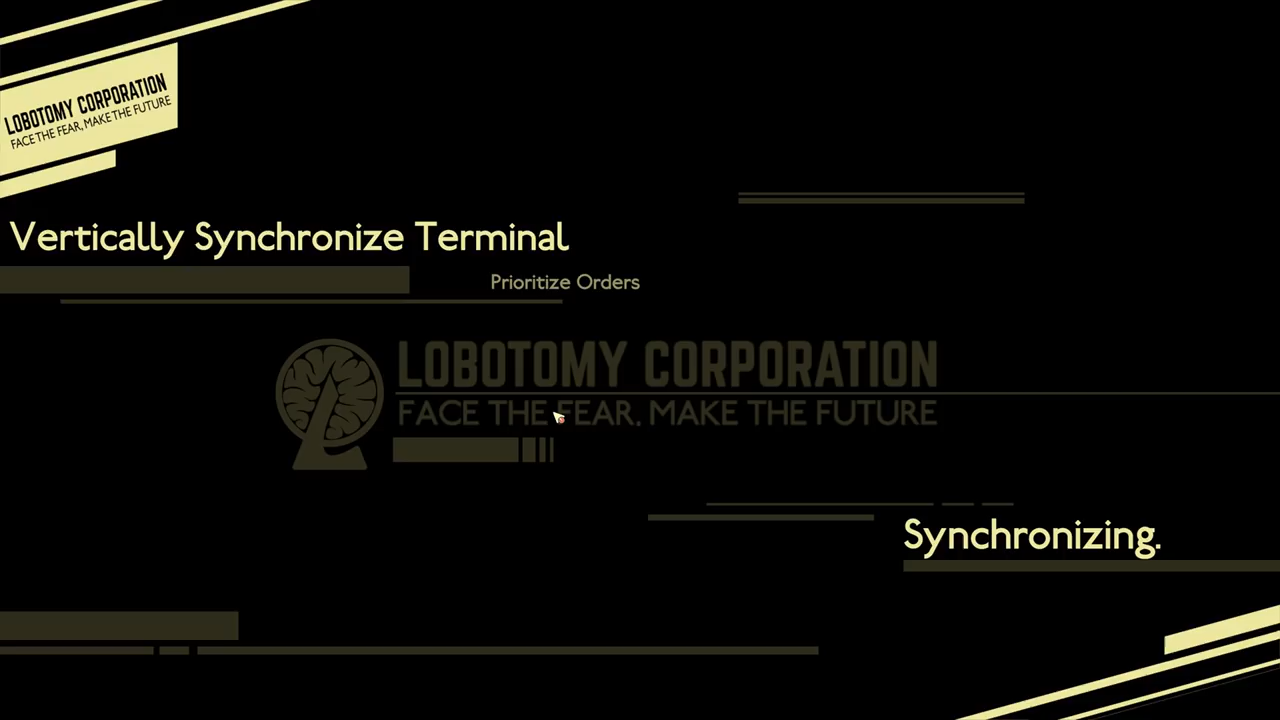 LOBOTOMY CORPORATION
FACE THE FEAR, MAKE THE FUTURE
Vertically Synchronize Terminal
Prioritize Orders
LOBOTOMY CORPORATION
FACE THE FEAR, MAKE THE FUTURE
Synchronizing.